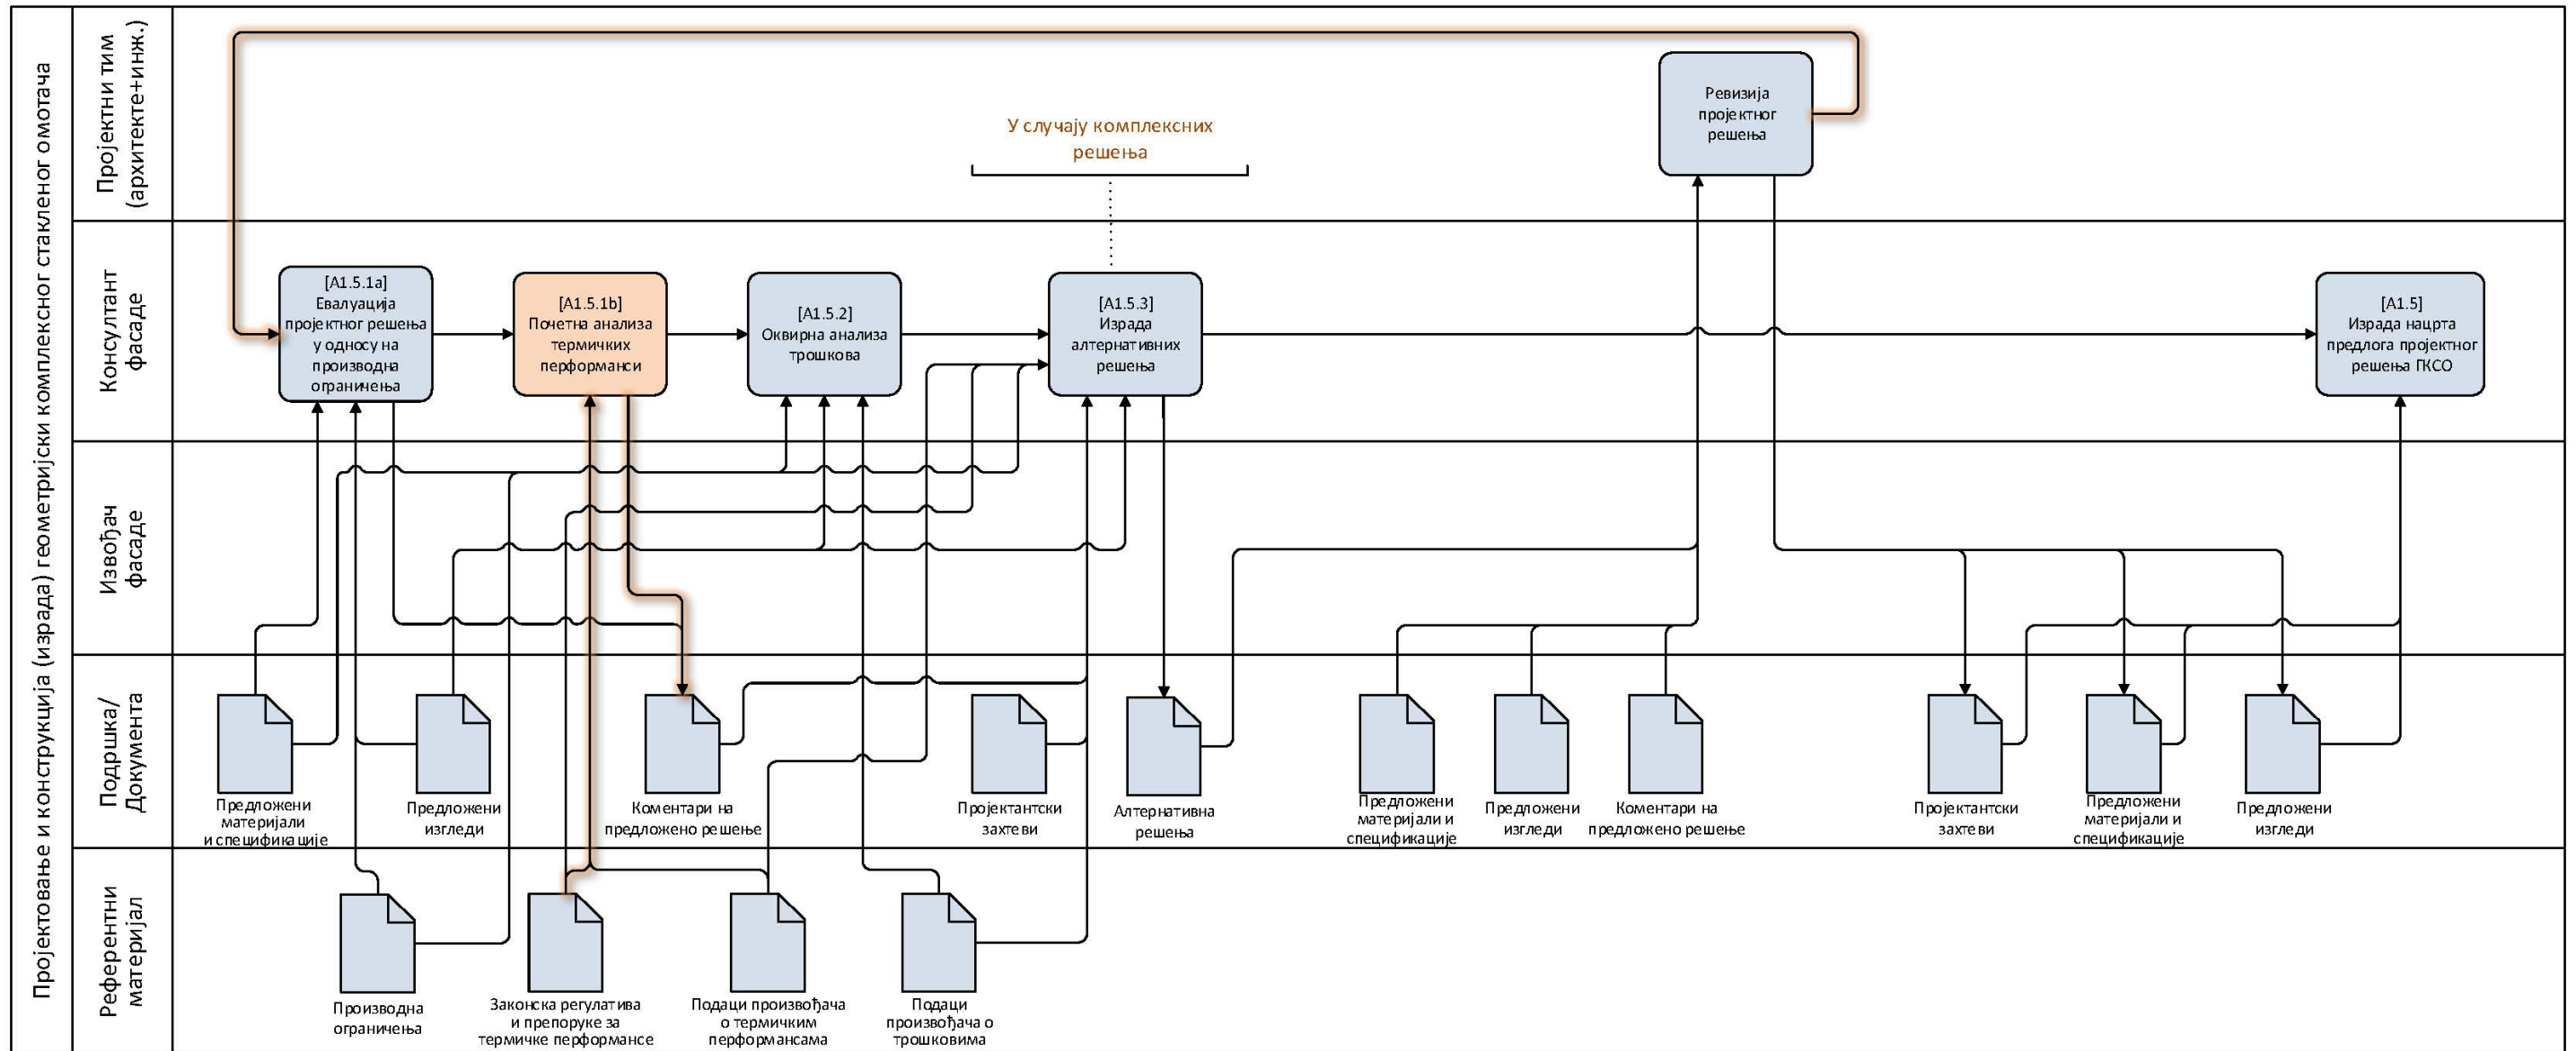 Пројектовање и конструкција (израда) геометријски комплексног стакленог омотача
Пројектни тим
(архитекте+инж.)
Ревизија
пројектног
решења
У случају комплексних
решења
Консултант
фасаде
[А1.5.1a]
Евалуација
пројектног решења
у односу на
производна
ограничења
[А1.5.1b]
Почетна анализа
термичких
перформанси
[А1.5.2]
Оквирна анализа
трошкова
[А1.5.3]
Израда
алтернативних
решења
[А1.5]
Израда нацрта
предлога пројектног
решења ГКСО
Извођач
фасаде
Подршка/
Документа
Предложени
материјали
и спецификације
Предложени
изгледи
Коментари на
предложено решење
Пројектантски
захтеви
Алтернативна
решења
Предложени
материјали и
спецификације
Предложени
изгледи
Коментари на
предложено решење
Пројектантски
захтеви
Предложени
материјали и
спецификације
Предложени
изгледи
Референтни
материјал
Производна
ограничења
Законска регулатива
и препоруке за
термичке перформансе
Подаци произвођача
о термичким
перформансама
Подаци
произвођача о
трошковима